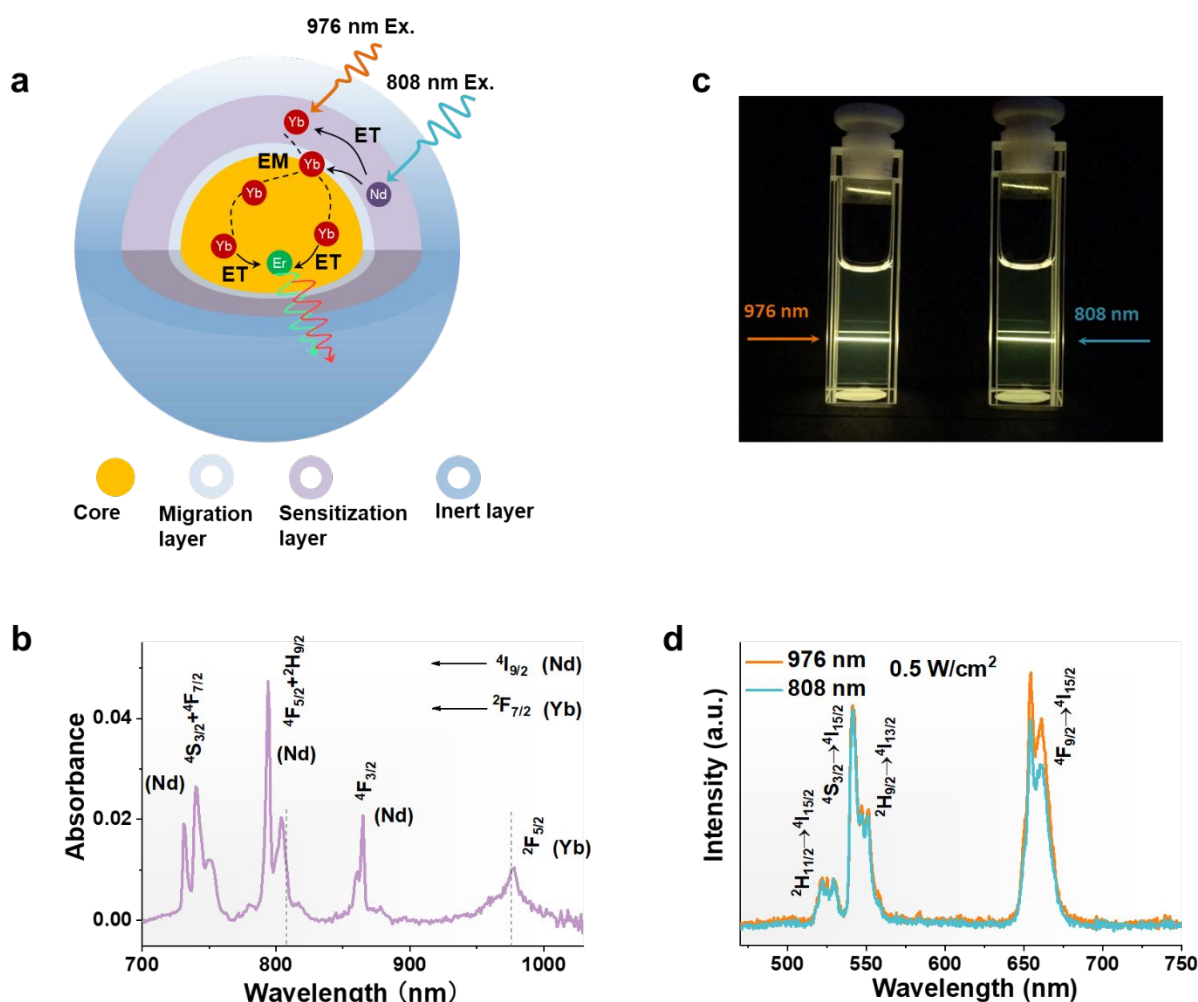 a
976 nm Ex.
808 nm Ex.
Yb
ET
EM
Yb
Yb
Nd
Yb
Yb
Er
ET
ET
Core
Migration
layer
Sensitization
layer
Inert layer
c
976 nm
808 nm
b
Absorbance
0.04
0.02
0.00
(Nd)
⁴S₃/₂+⁴F₇/₂
⁴F₅/₂+²H₉/₂
(Nd)
⁴I₉/₂ (Nd)
²F₇/₂ (Yb)
⁴F₃/₂
(Nd)
²F₅/₂ (Yb)
700
800
900
1000
Wavelength (nm)
d
Intensity (a.u.)
976 nm
808 nm
0.5 W/cm²
²H₁₁/₂→⁴I₁₅/₂
⁴S₃/₂→⁴I₁₅/₂
²H₉/₂→⁴I₁₃/₂
⁴F₉/₂→⁴I₁₅/₂
500
550
600
650
700
750
Wavelength (nm)